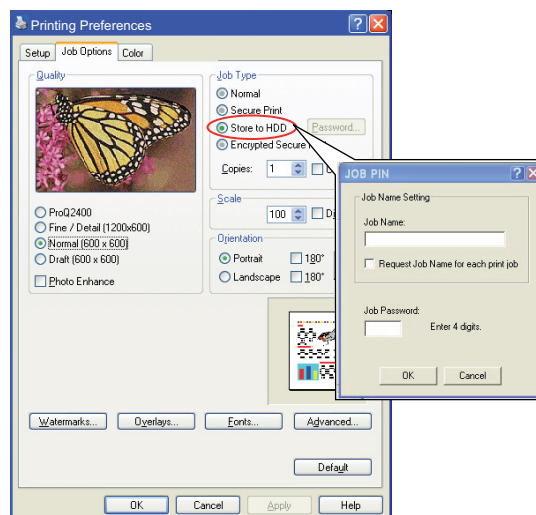 Printing Preferences
Setup Job Options Color
Quality
ProQ2400
Fine / Detail (1200x600)
Normal (600 x 600)
Draft (600 x 600)
Photo Enhance
Job Type
Normal
Secure Print
Store to HDD Password...
Encrypted Secure
Copies: 1
Scale
100
Orientation
Portrait 180°
Landscape 180°
JOB PIN
Job Name Setting
Job Name:
Request Job Name for each print job
Job Password:
Enter 4 digits.
OK Cancel
Watermarks... Overlays... Fonts... Advanced...
Default
OK Cancel Apply Help